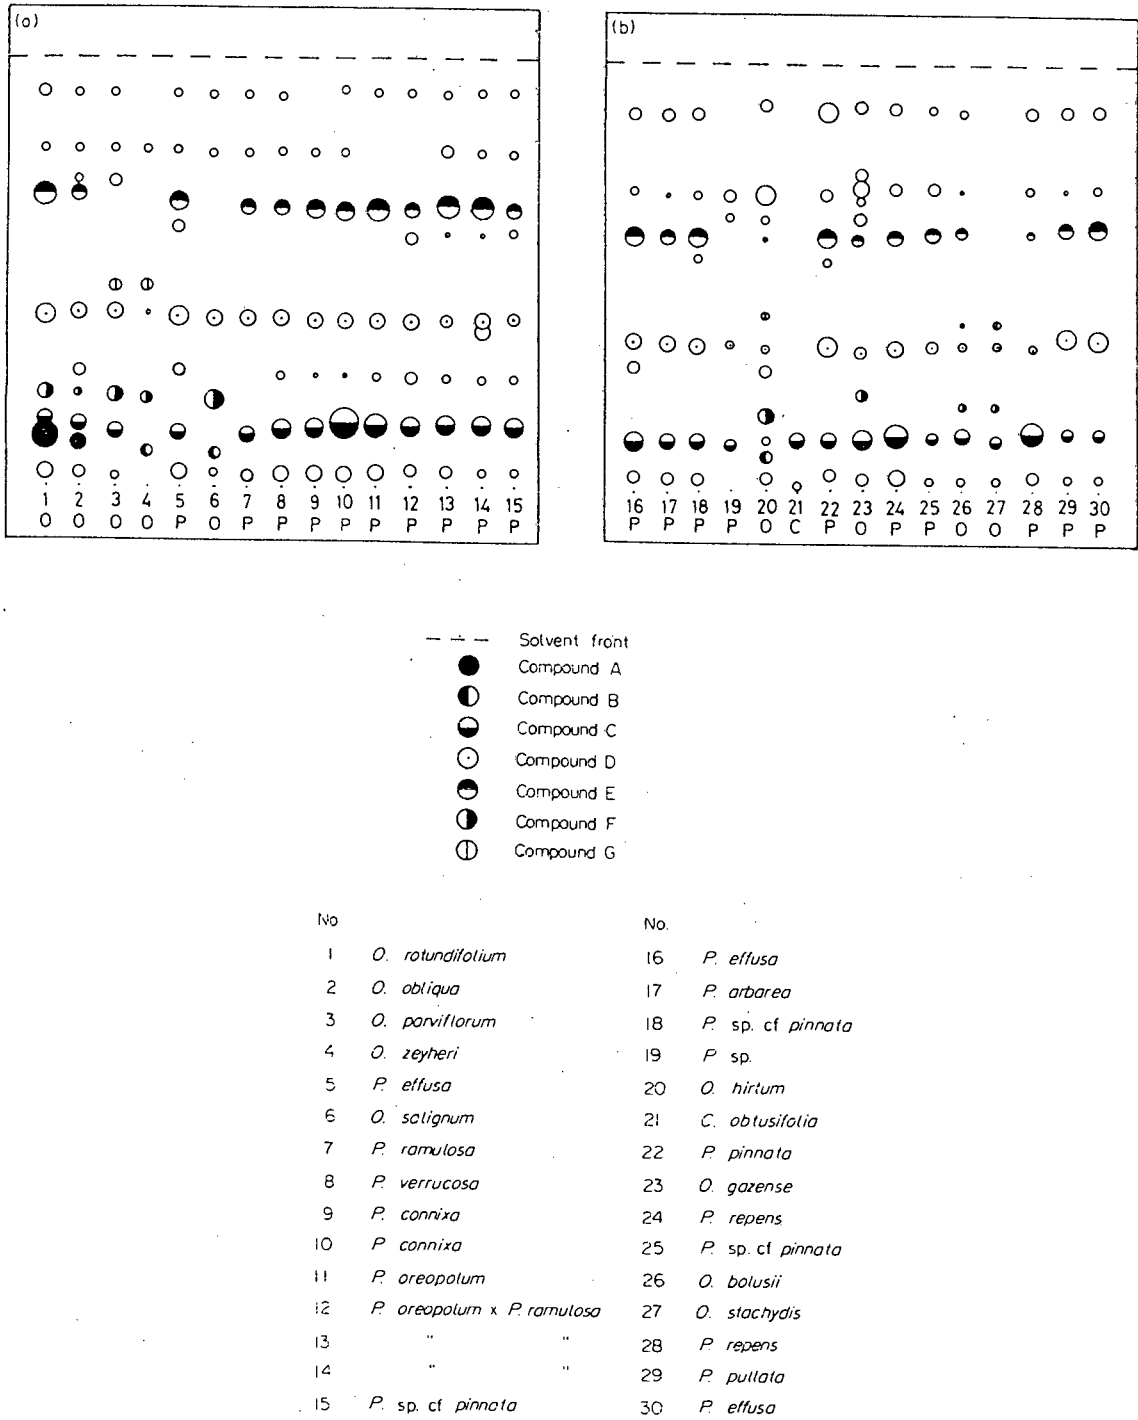 (a)
1 2 3 4 5 6 7 8 9 10 11 12 13 14 15
O O O O P O P P P P P P P P P
(b)
16 17 18 19 20 21 22 23 24 25 26 27 28 29 30
P P P P O C P O P P O O P P P
Solvent front
Compound A
Compound B
Compound C
Compound D
Compound E
Compound F
Compound G
No
1 O. rotundifolium
2 O. obliqua
3 O. parviflorum
4 O. zeyheri
5 P. effusa
6 O. salignum
7 P. ramulosa
8 P. verrucosa
9 P. connixa
10 P connixa
11 P. oreopolum
12 P. oreopolum x P. ramulosa
13 " "
14 " "
15 P. sp. cf pinnata
No.
16 P. effusa
17 P. arborea
18 P. sp. cf pinnata
19 P sp.
20 O. hirtum
21 C. obtusifolia
22 P. pinnata
23 O. gazense
24 P. repens
25 P. sp. cf pinnata
26 O. bolusii
27 O. stachydis
28 P. repens
29 P. pullata
30 P. effusa